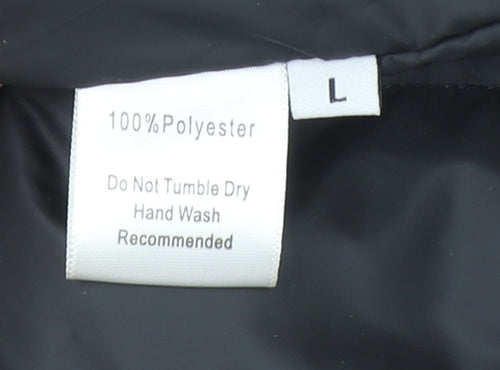 L
100%Polyester
Do Not Tumble Dry
Hand Wash
Recommended